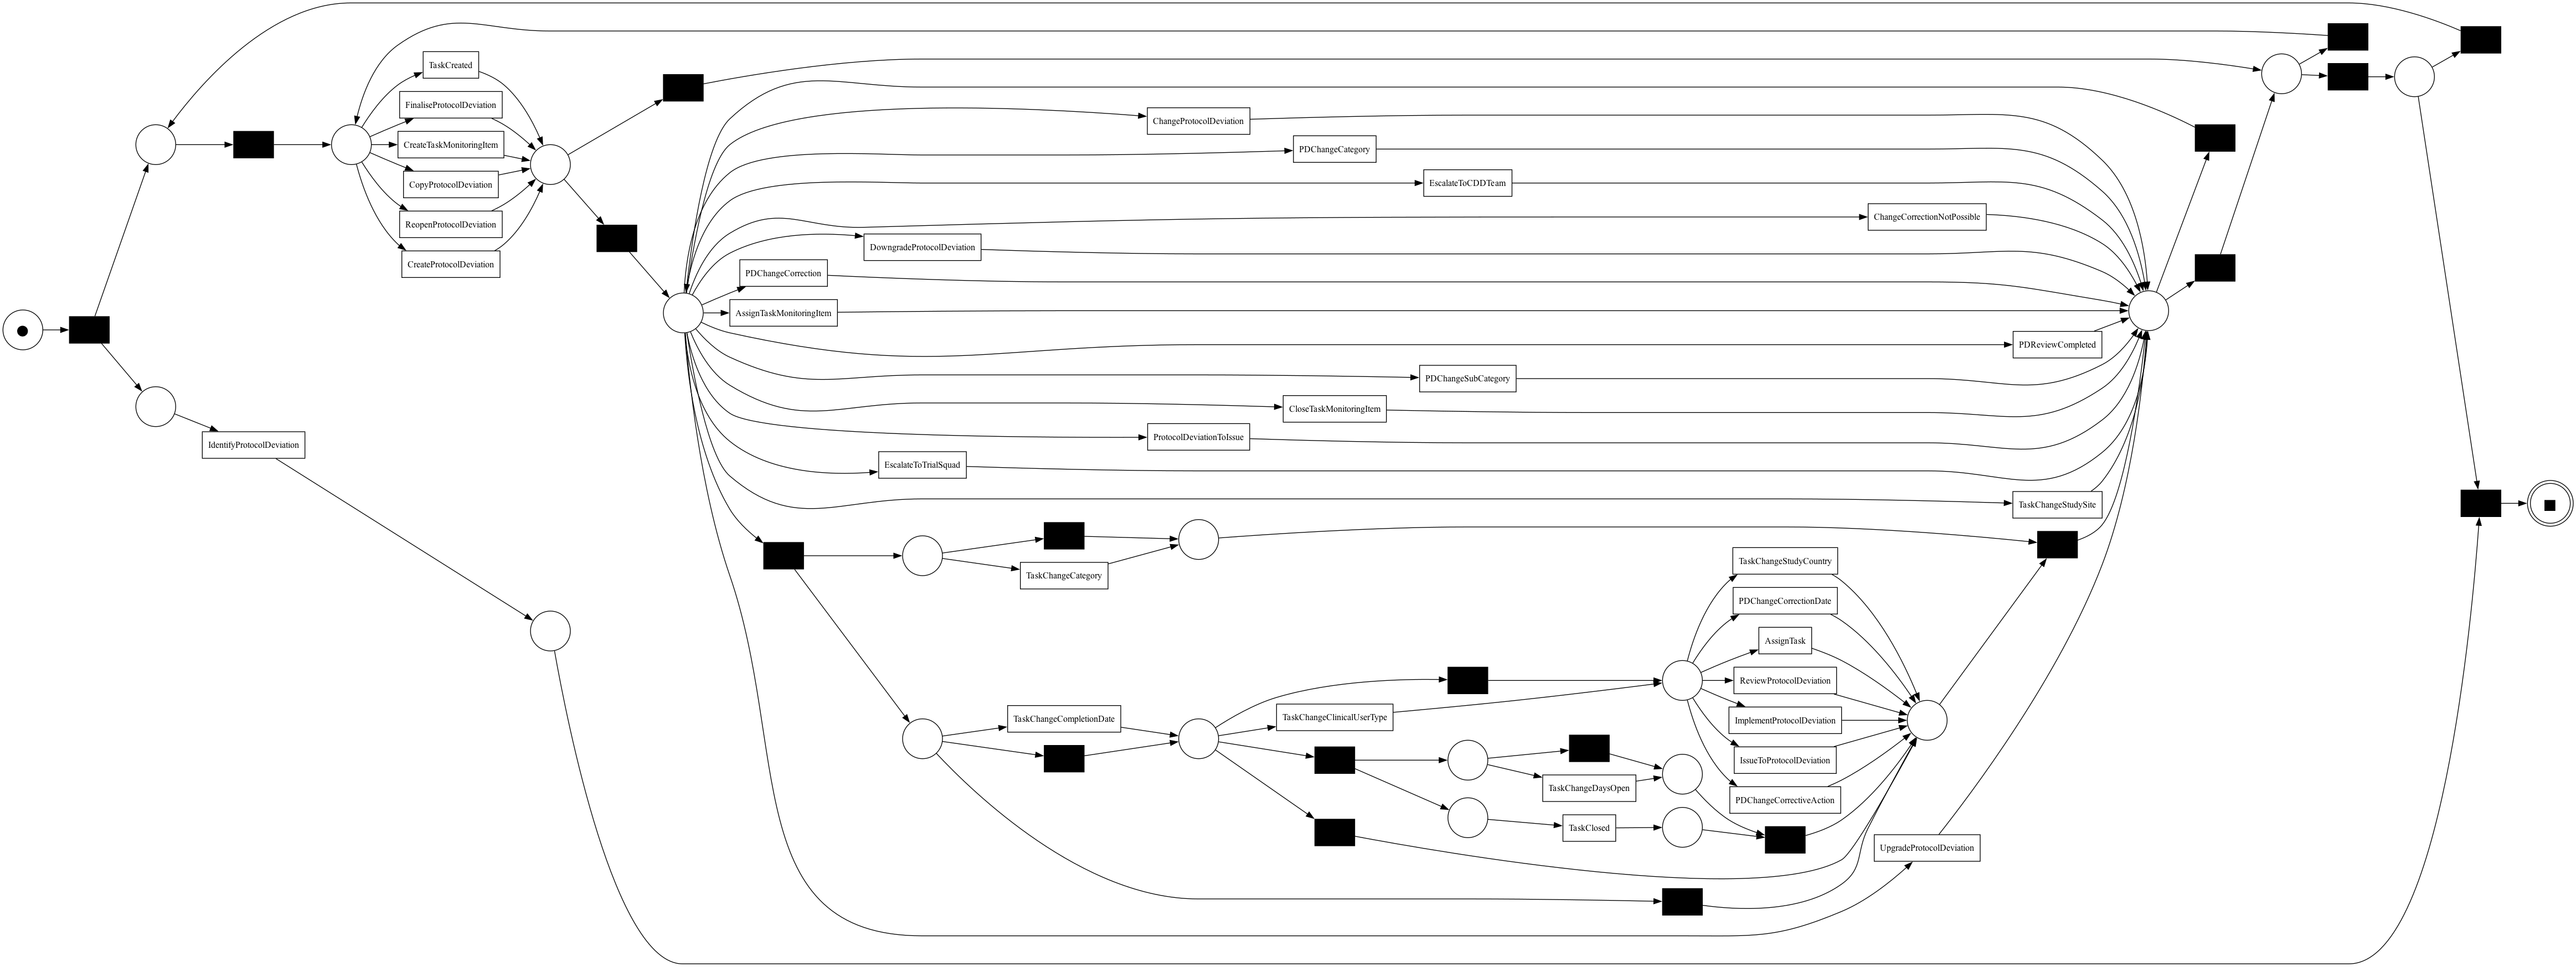 TaskCreated
FinaliseProtocolDeviation
CreateTaskMonitoringItem
CopyProtocolDeviation
ReopenProtocolDeviation
CreateProtocolDeviation
IdentifyProtocolDeviation
ChangeProtocolDeviation
PDChangeCategory
EscalateToCDDTeam
ChangeCorrectionNotPossible
DowngradeProtocolDeviation
PDChangeCorrection
AssignTaskMonitoringItem
PDReviewCompleted
PDChangeSubCategory
CloseTaskMonitoringItem
ProtocolDeviationToIssue
EscalateToTrialSquad
TaskChangeStudySite
TaskChangeCategory
TaskChangeStudyCountry
PDChangeCorrectionDate
AssignTask
ReviewProtocolDeviation
ImplementProtocolDeviation
IssueToProtocolDeviation
PDChangeCorrectiveAction
TaskChangeCompletionDate
TaskChangeClinicalUserType
TaskChangeDaysOpen
TaskClosed
UpgradeProtocolDeviation